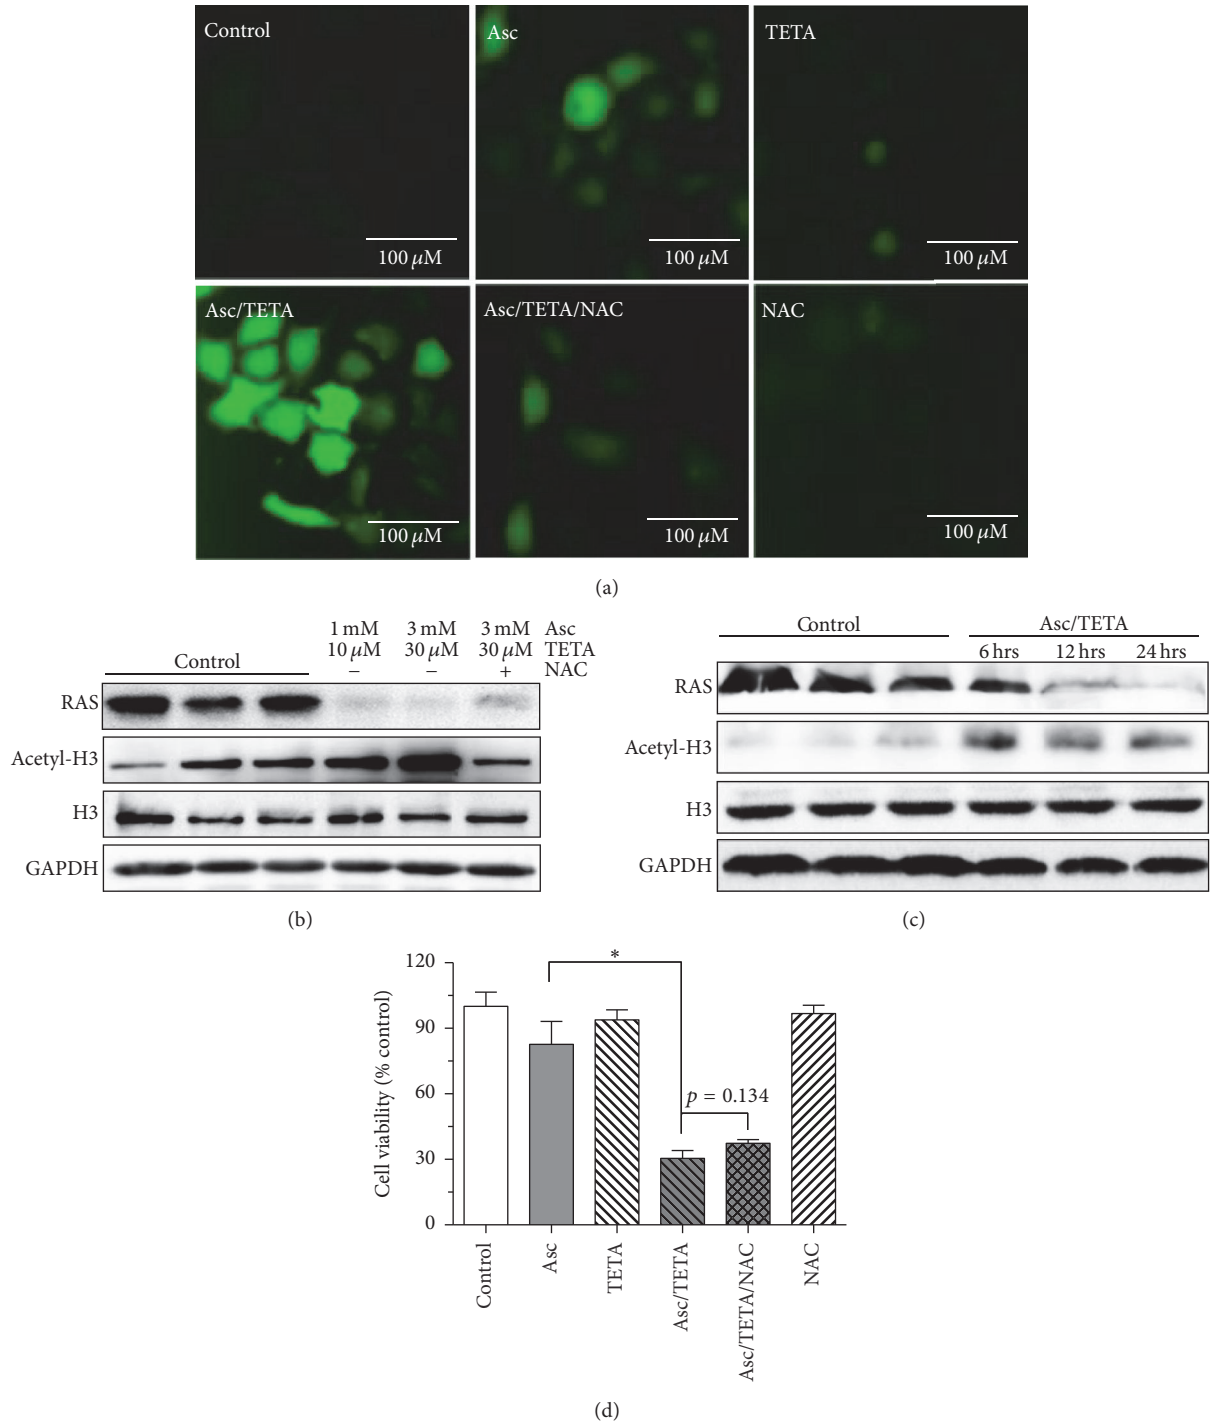 Control
Asc
TETA
100 μM
100 μM
100 μM
Asc/TETA
Asc/TETA/NAC
NAC
100 μM
100 μM
100 μM
(a)
Control
1 mM 3 mM 3 mM Asc
10 μM 30 μM 30 μM TETA
– – + NAC
RAS
Acetyl-H3
H3
GAPDH
(b)
Control Asc/TETA
6 hrs 12 hrs 24 hrs
RAS
Acetyl-H3
H3
GAPDH
(c)
Cell viability (% control)
120
90
60
30
0
*
p = 0.134
Control
Asc
TETA
Asc/TETA
Asc/TETA/NAC
NAC
(d)